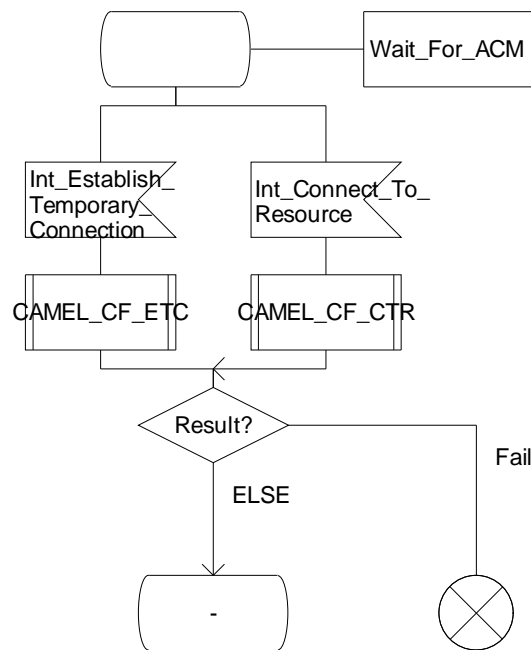 Wait_For_ACM
Int_Establish_
Temporary_
Connection
Int_Connect_To_
Resource
CAMEL_CF_ETC
CAMEL_CF_CTR
Result?
Fail
ELSE
-